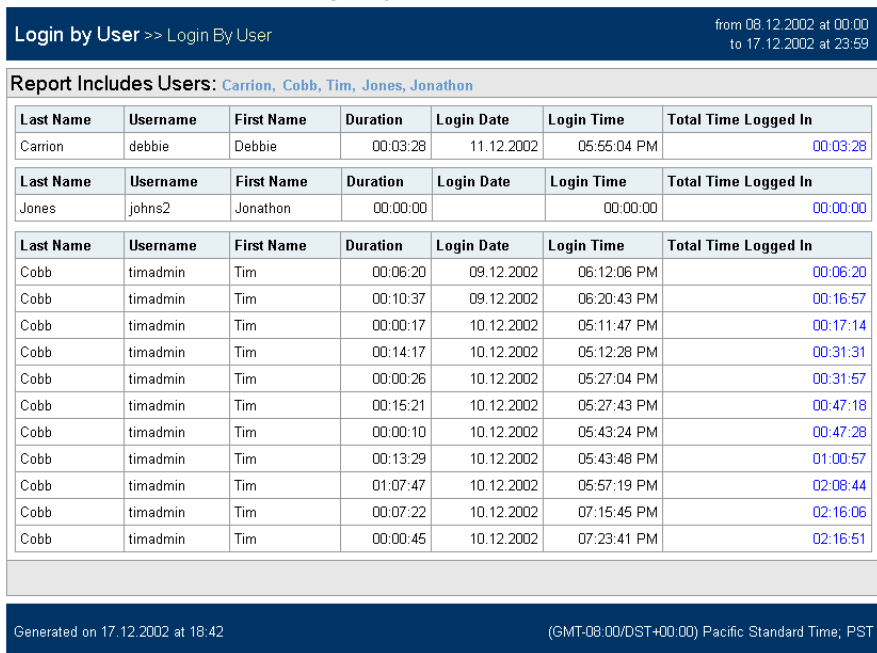 Login by User >> Login By User
from 08.12.2002 at 00:00
to 17.12.2002 at 23:59
Report Includes Users: Carrion, Cobb, Tim, Jones, Jonathon
Last Name Username First Name Duration Login Date Login Time Total Time Logged In
Carrion debbie Debbie 00:03:28 11.12.2002 05:55:04 PM 00:03:28
Last Name Username First Name Duration Login Date Login Time Total Time Logged In
Jones johns2 Jonathon 00:00:00 00:00:00 00:00:00
Last Name Username First Name Duration Login Date Login Time Total Time Logged In
Cobb timadmin Tim 00:06:20 09.12.2002 06:12:06 PM 00:06:20
Cobb timadmin Tim 00:10:37 09.12.2002 06:20:43 PM 00:16:57
Cobb timadmin Tim 00:00:17 10.12.2002 05:11:47 PM 00:17:14
Cobb timadmin Tim 00:14:17 10.12.2002 05:12:28 PM 00:31:31
Cobb timadmin Tim 00:00:26 10.12.2002 05:27:04 PM 00:31:57
Cobb timadmin Tim 00:15:21 10.12.2002 05:27:43 PM 00:47:18
Cobb timadmin Tim 00:00:10 10.12.2002 05:43:24 PM 00:47:28
Cobb timadmin Tim 00:13:29 10.12.2002 05:43:48 PM 01:00:57
Cobb timadmin Tim 01:07:47 10.12.2002 05:57:19 PM 02:08:44
Cobb timadmin Tim 00:07:22 10.12.2002 07:15:45 PM 02:16:06
Cobb timadmin Tim 00:00:45 10.12.2002 07:23:41 PM 02:16:51
Generated on 17.12.2002 at 18:42
(GMT-08:00/DST+00:00) Pacific Standard Time; PST